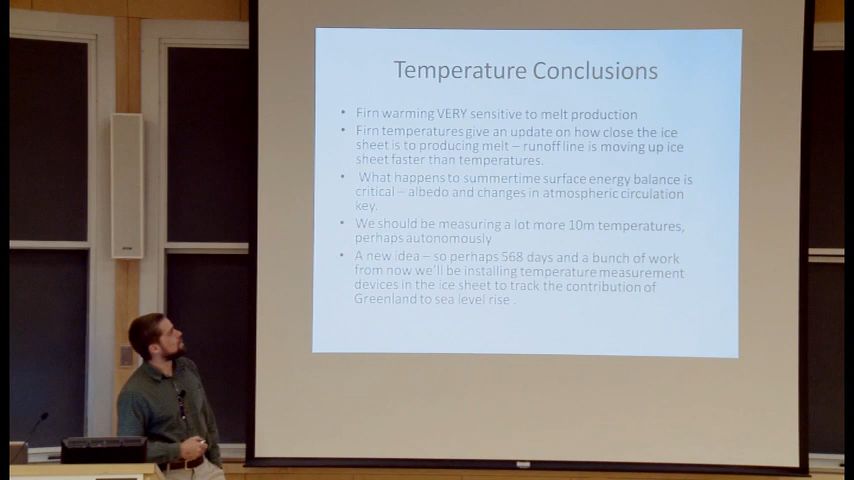 Temperature Conclusions
• Firn warming VERY sensitive to melt production
• Firn temperatures give an update on how close the ice
sheet is to producing melt – runoff line is moving up ice
sheet faster than temperatures.
• What happens to summertime surface energy balance is
critical – albedo and changes in atmospheric circulation
key.
• We should be measuring a lot more 10m temperatures,
perhaps autonomously
• A new idea – so perhaps 568 days and a bunch of work
from now we'll be installing temperature measurement
devices in the ice sheet to track the contribution of
Greenland to sea level rise .